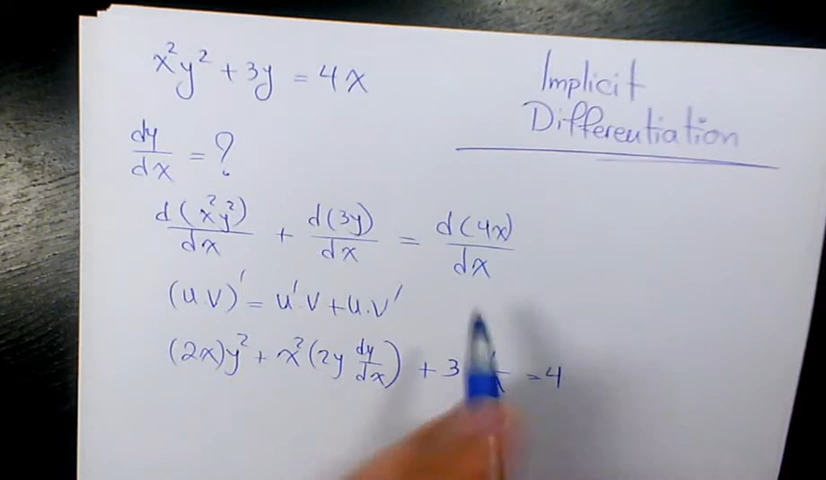 x²y² + 3y = 4x
Implicit
Differentiation
dy/dx = ?
d(x²y²)/dx + d(3y)/dx = d(4x)/dx
(u.v)' = u'.v + u.v'
(2x)y² + x²(2y dy/dx) + 3 = 4